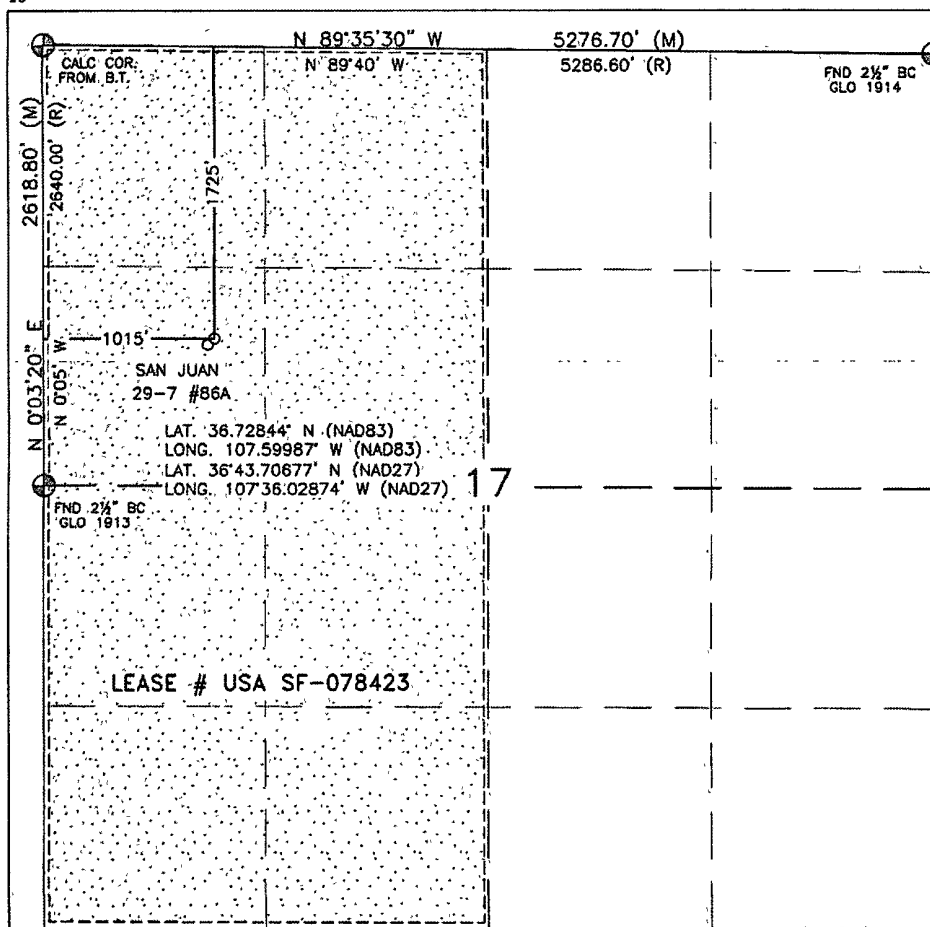 N 89°35'30" W 5276.70' (M)
N 89°40' W 5286.60' (R)
CALC COR.
FROM B.T.
FND 2½" BC
GLO 1914
2618.80' (M)
2640.00' (R)
1725'
N 0°03'20" E
N 0°05' W
1015'
SAN JUAN
29-7 #86A
LAT. 36.72844° N (NAD83)
LONG. 107.59987° W (NAD83)
LAT. 36°43.70677' N (NAD27)
LONG. 107°36.02874' W (NAD27)
17
FND 2½" BC
GLO 1913
LEASE # USA SF-078423